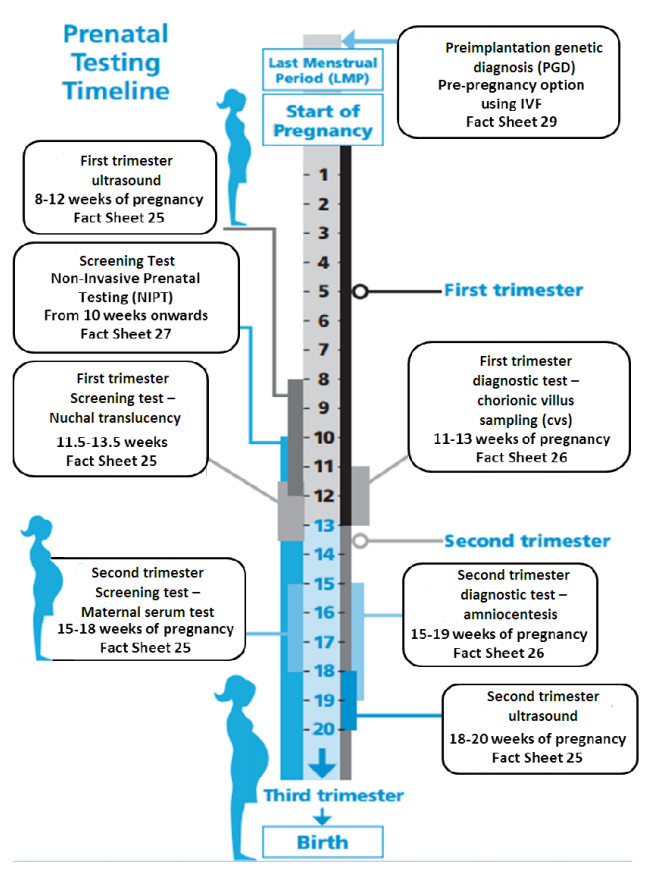 Prenatal
Testing
Timeline
Last Menstrual
Period (LMP)
Start of
Pregnancy
Preimplantation genetic
diagnosis (PGD)
Pre-pregnancy option
using IVF
Fact Sheet 29
First trimester
ultrasound
8-12 weeks of pregnancy
Fact Sheet 25
Screening Test
Non-Invasive Prenatal
Testing (NIPT)
From 10 weeks onwards
Fact Sheet 27
First trimester
Screening test –
Nuchal translucency
11.5-13.5 weeks
Fact Sheet 25
1
2
3
4
5
6
7
8
9
10
11
12
13
14
15
16
17
18
19
20
First trimester
First trimester
diagnostic test –
chorionic villus
sampling (cvs)
11-13 weeks of pregnancy
Fact Sheet 26
Second trimester
Second trimester
Screening test –
Maternal serum test
15-18 weeks of pregnancy
Fact Sheet 25
Second trimester
diagnostic test –
amniocentesis
15-19 weeks of pregnancy
Fact Sheet 26
Second trimester
ultrasound
18-20 weeks of pregnancy
Fact Sheet 25
Third trimester
Birth